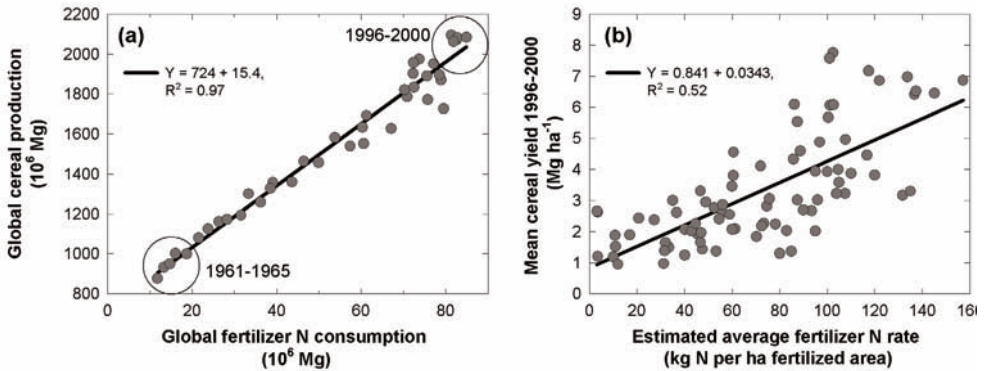 (a)
1996-2000
Y = 724 + 15.4,
R² = 0.97
1961-1965
Global cereal production
(10⁶ Mg)
2200
2000
1800
1600
1400
1200
1000
800
0 20 40 60 80
Global fertilizer N consumption
(10⁶ Mg)
(b)
Y = 0.841 + 0.0343,
R² = 0.52
Mean cereal yield 1996-2000
(Mg ha⁻¹)
9
8
7
6
5
4
3
2
1
0
0 20 40 60 80 100 120 140 16
Estimated average fertilizer N rate
(kg N per ha fertilized area)